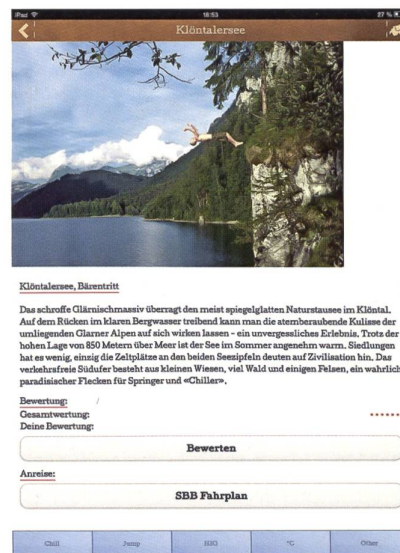 iPad 18:53 27 %
Klöntalersee
Klöntalersee, Bärentritt
Das schroffe Glärnischmassiv überragt den meist spiegelglatten Naturstausee im Klöntal.
Auf dem Rücken im klaren Bergwasser treibend kann man die atemberaubende Kulisse der
umliegenden Glarner Alpen auf sich wirken lassen - ein unvergessliches Erlebnis. Trotz der
hohen Lage von 850 Metern über Meer ist der See im Sommer angenehm warm. Siedlungen
hat es wenig, einzig die Zeltplätze an den beiden Seezipfeln deuten auf Zivilisation hin. Das
verkehrsfreie Südufer besteht aus kleinen Wiesen, viel Wald und einigen Felsen, ein wahrlich
paradisischer Flecken für Springer und «Chiller».
Bewertung:
Gesamtwertung:
Deine Bewertung:
Bewerten
Anreise:
SBB Fahrplan
Chill Jump H2O °C Other